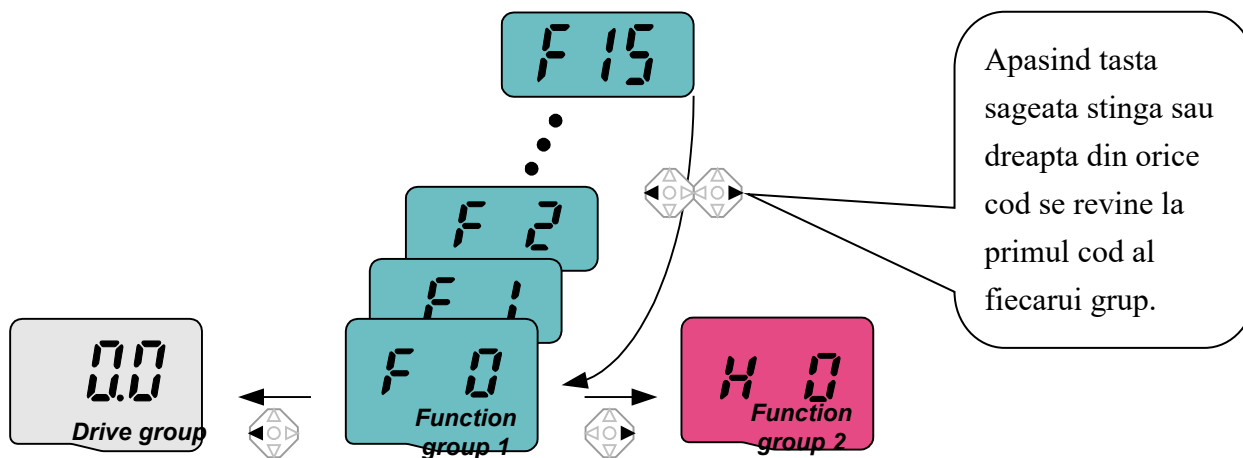 F 15
Apasind tasta
sageata stinga sau
dreapta din orice
cod se revine la
primul cod al
fiecarui grup.
F 2
F 1
0.0
Drive group
F 0
Function
group 1
H 0
Function
group 2